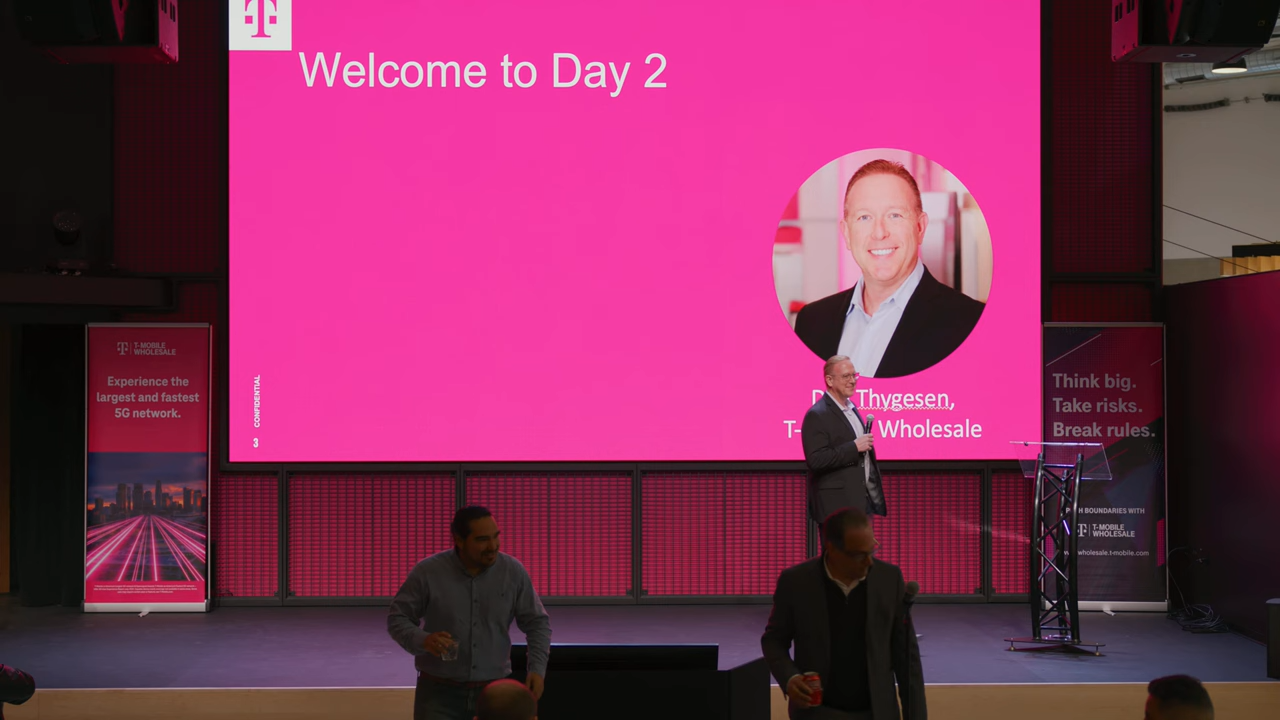 Welcome to Day 2
Thygesen,
T- Wholesale
CONFIDENTIAL
3
T-MOBILE
WHOLESALE
Experience the
largest and fastest
5G network.
Think big.
Take risks.
Break rules.
BOUNDARIES WITH
T-MOBILE
WHOLESALE
wholesale.t-mobile.com